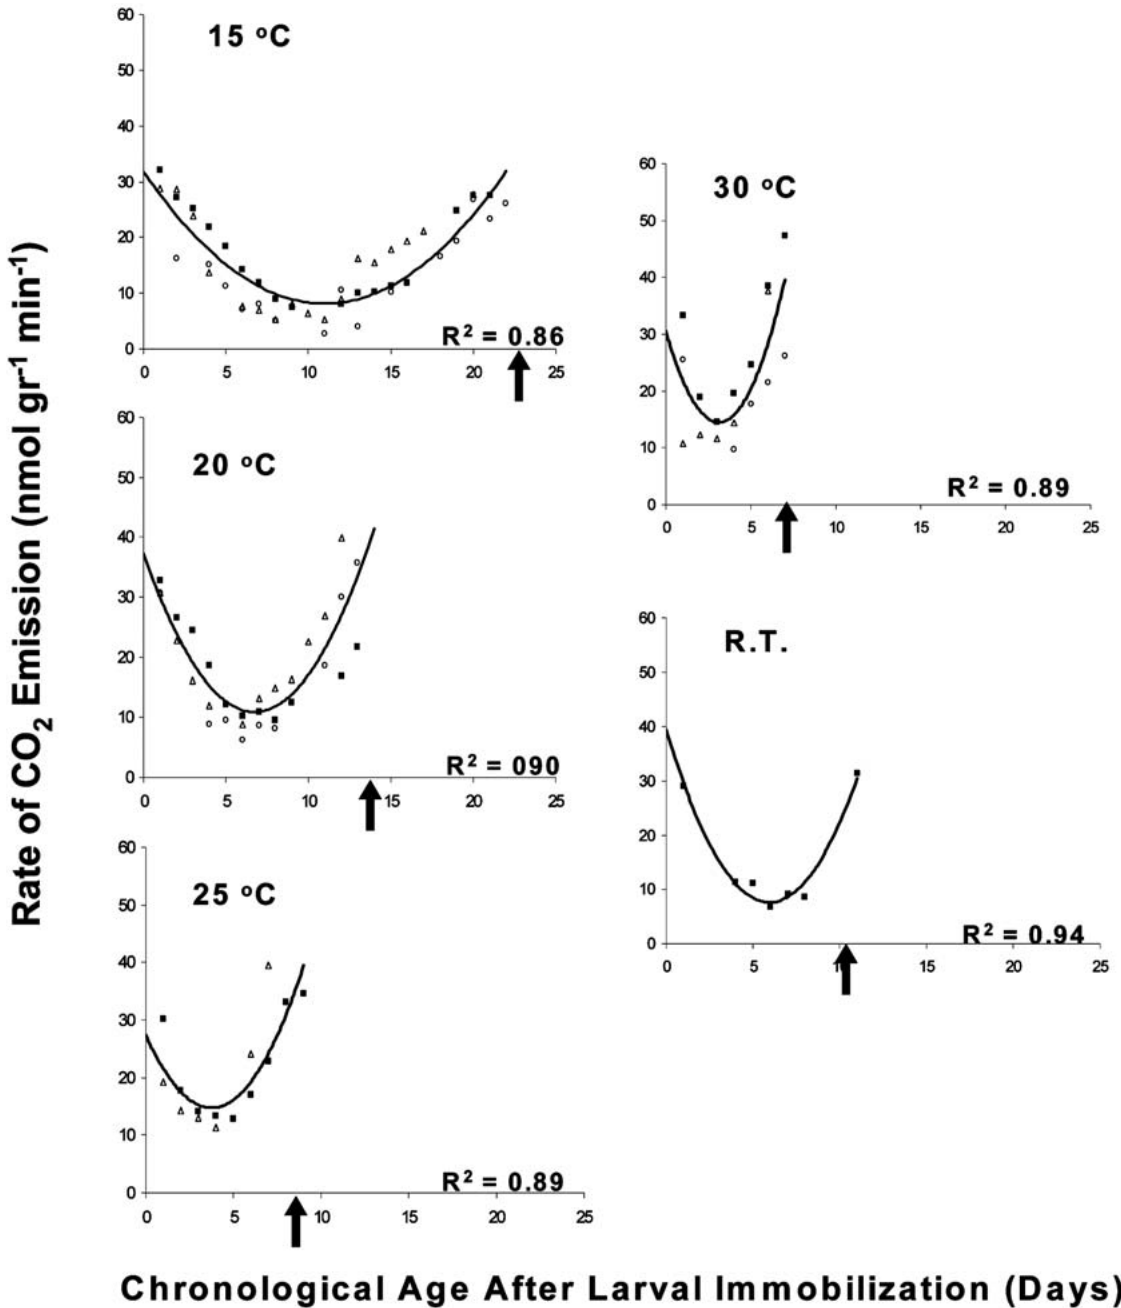 Rate of CO₂ Emission (nmol gr⁻¹ min⁻¹)
15 °C
60
50
40
30
20
10
0
R² = 0.86
0 5 10 15 20 25
20 °C
60
50
40
30
20
10
0
R² = 090
0 5 10 15 20 25
25 °C
60
50
40
30
20
10
0
R² = 0.89
0 5 10 15 20 25
30 °C
60
50
40
30
20
10
0
R² = 0.89
0 5 10 15 20 25
R.T.
60
50
40
30
20
10
0
R² = 0.94
0 5 10 15 20 25
Chronological Age After Larval Immobilization (Days)